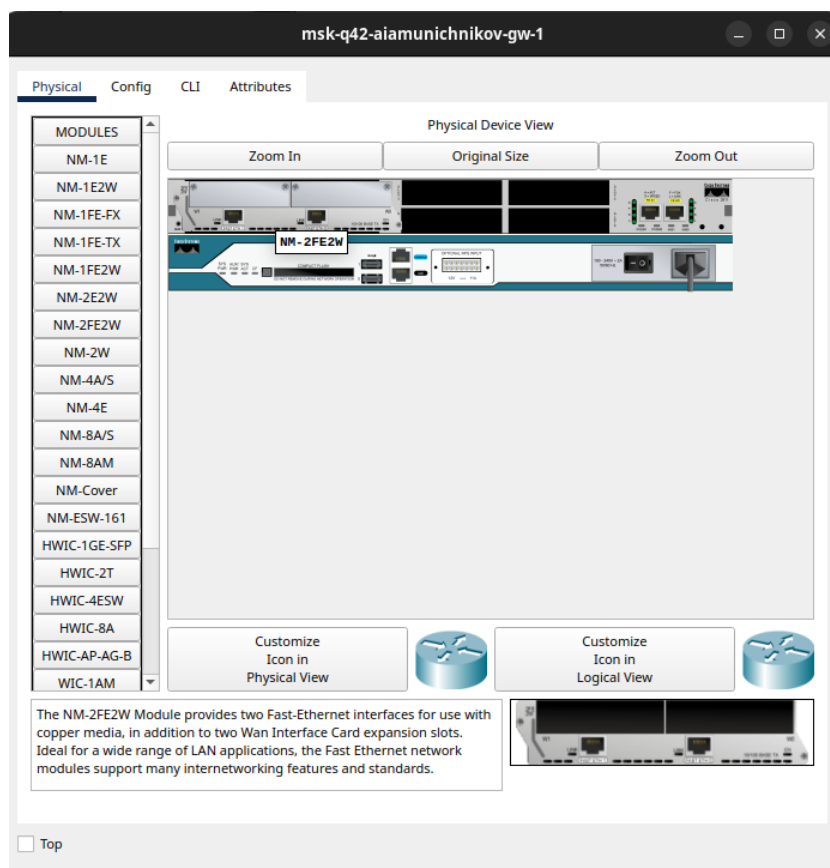 msk-q42-aiamunichnikov-gw-1
Physical Config CLI Attributes
MODULES
NM-1E
NM-1E2W
NM-1FE-FX
NM-1FE-TX
NM-1FE2W
NM-2E2W
NM-2FE2W
NM-2W
NM-4A/S
NM-4E
NM-8A/S
NM-8AM
NM-Cover
NM-ESW-161
HWIC-1GE-SFP
HWIC-2T
HWIC-4ESW
HWIC-8A
HWIC-AP-AG-B
WIC-1AM
Physical Device View
Zoom In Original Size Zoom Out
NM-2FE2W
Customize
Icon in
Physical View
Customize
Icon in
Logical View
The NM-2FE2W Module provides two Fast-Ethernet interfaces for use with
copper media, in addition to two Wan Interface Card expansion slots.
Ideal for a wide range of LAN applications, the Fast Ethernet network
modules support many internetworking features and standards.
Top